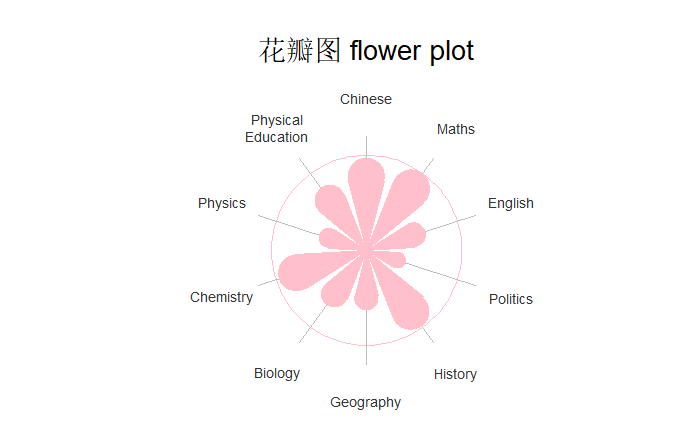 花瓣图 flower plot
Chinese
Physical
Education
Maths
Physics
English
Chemistry
Politics
Biology
History
Geography